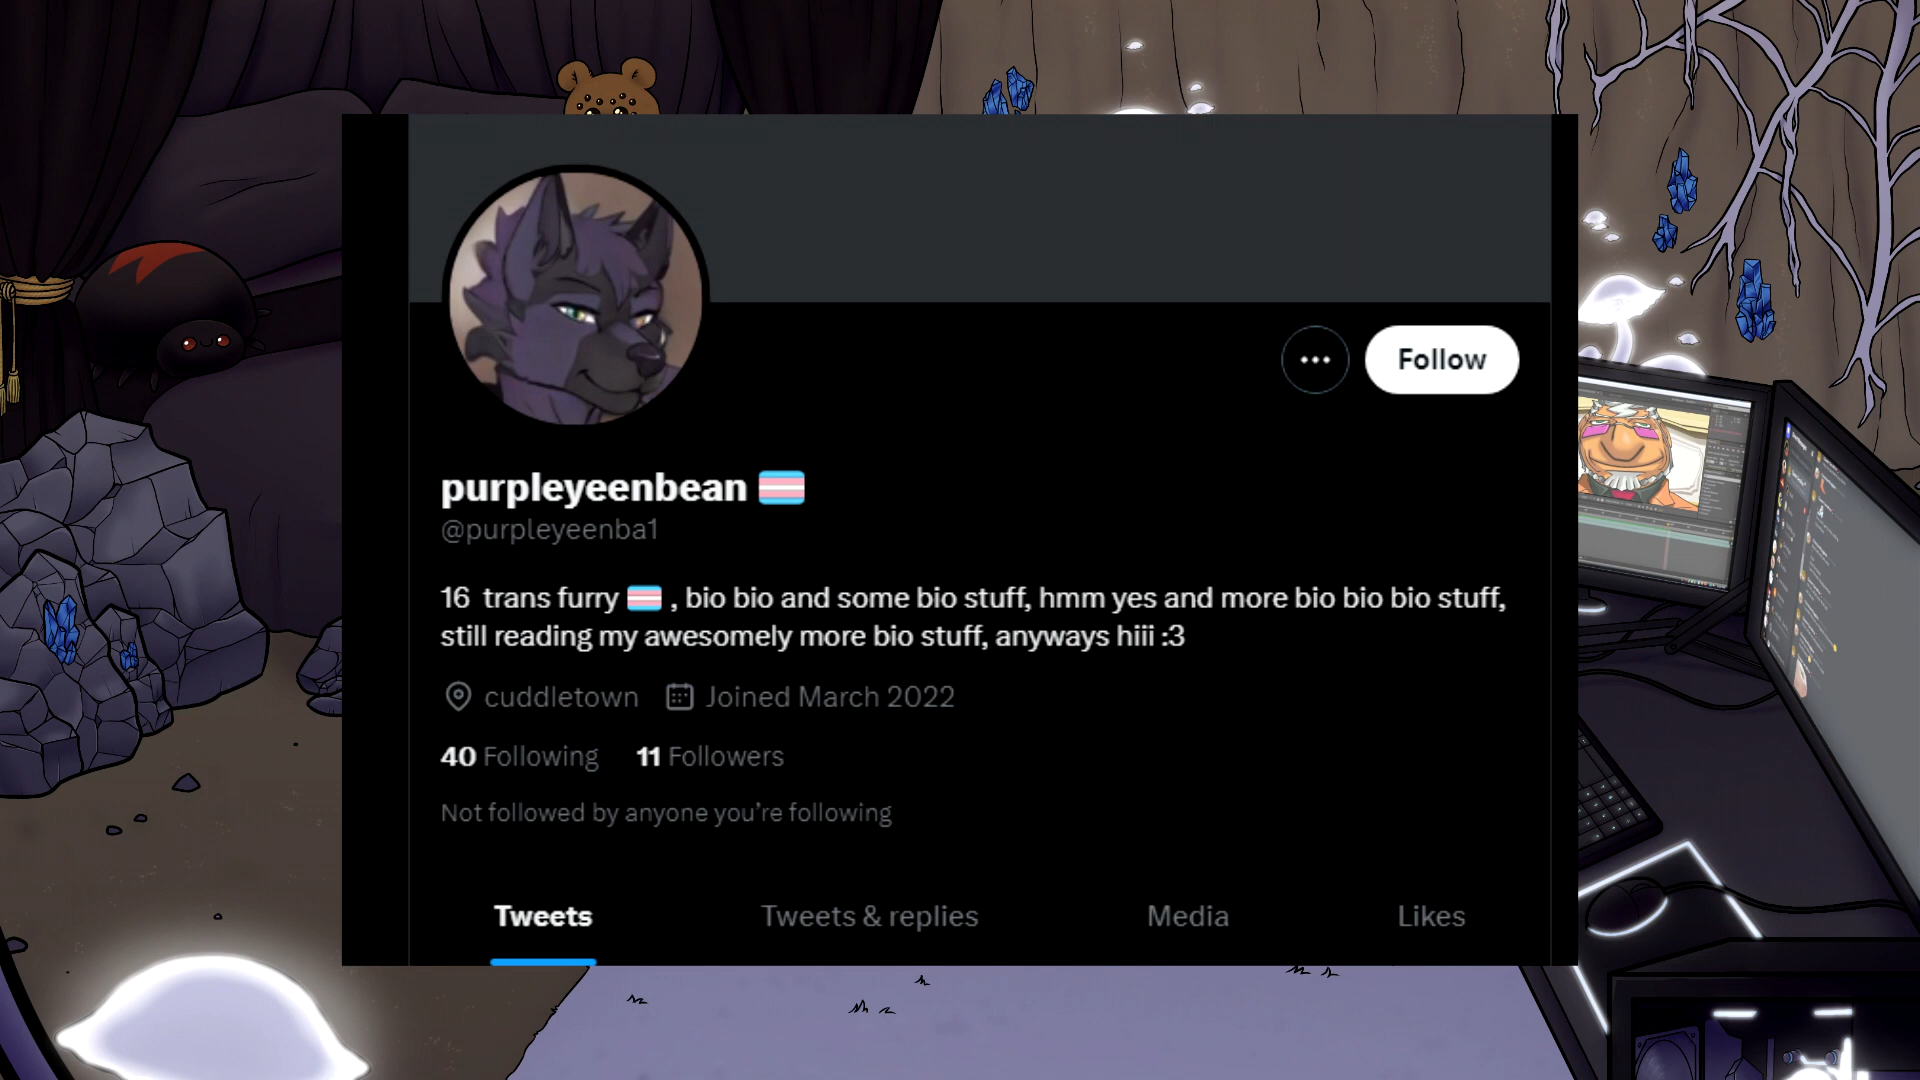 Follow
purpleyeenbean
@purpleyeenba1
16 trans furry 🏳️‍⚧️ , bio bio and some bio stuff, hmm yes and more bio bio bio stuff,
still reading my awesomely more bio stuff, anyways hiii :3
cuddletown Joined March 2022
40 Following 11 Followers
Not followed by anyone you're following
Tweets Tweets & replies Media Likes